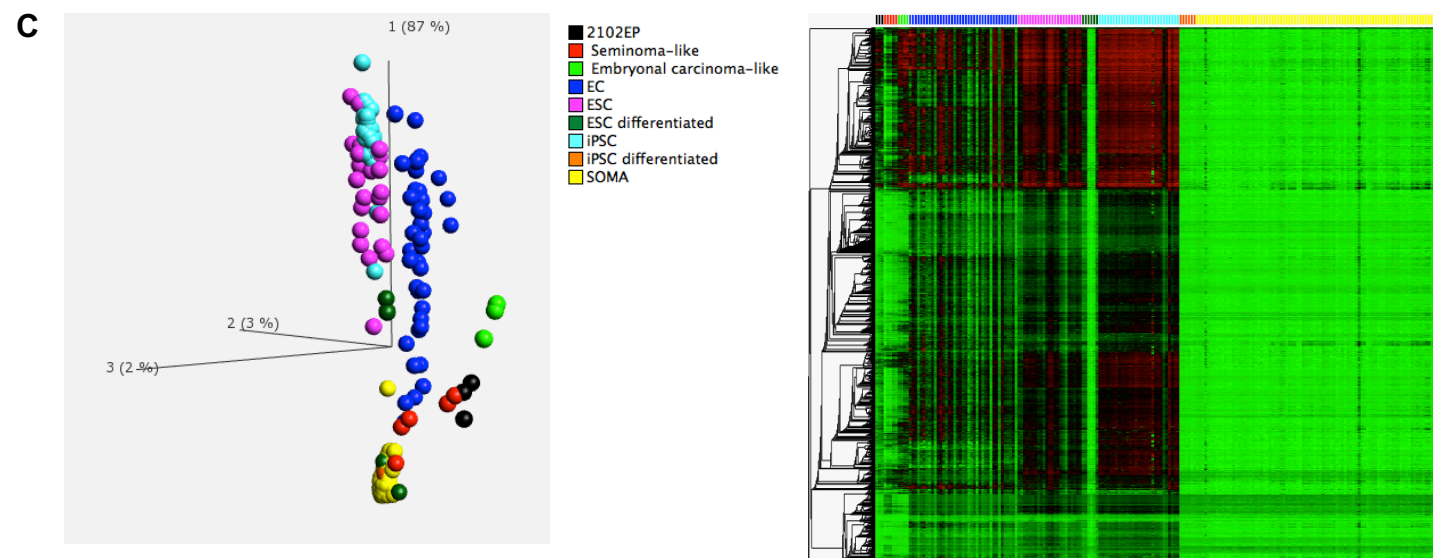 C
1 (87 %)
2 (3 %)
3 (2 %)
2102EP
Seminoma-like
Embryonal carcinoma-like
EC
ESC
ESC differentiated
iPSC
iPSC differentiated
SOMA